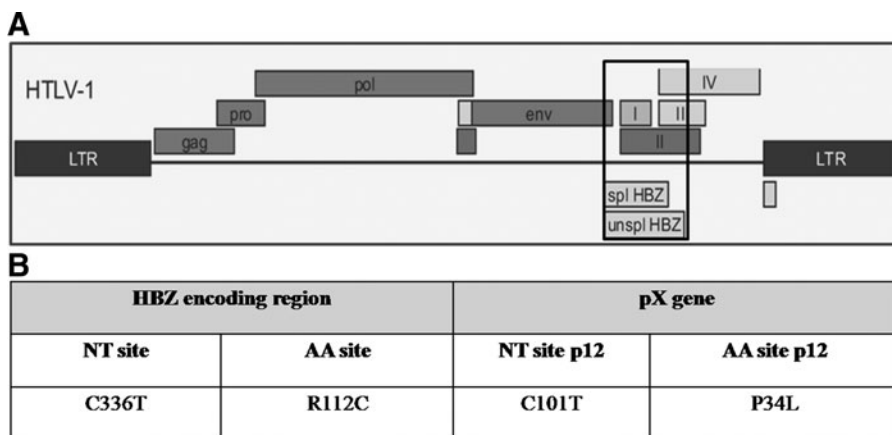 A
HTLV-1
pol
IV
pro
env
I
II
gag
II
LTR
LTR
spl HBZ
unspl HBZ
B
HBZ encoding region
pX gene
NT site
AA site
NT site p12
AA site p12
C336T
R112C
C101T
P34L